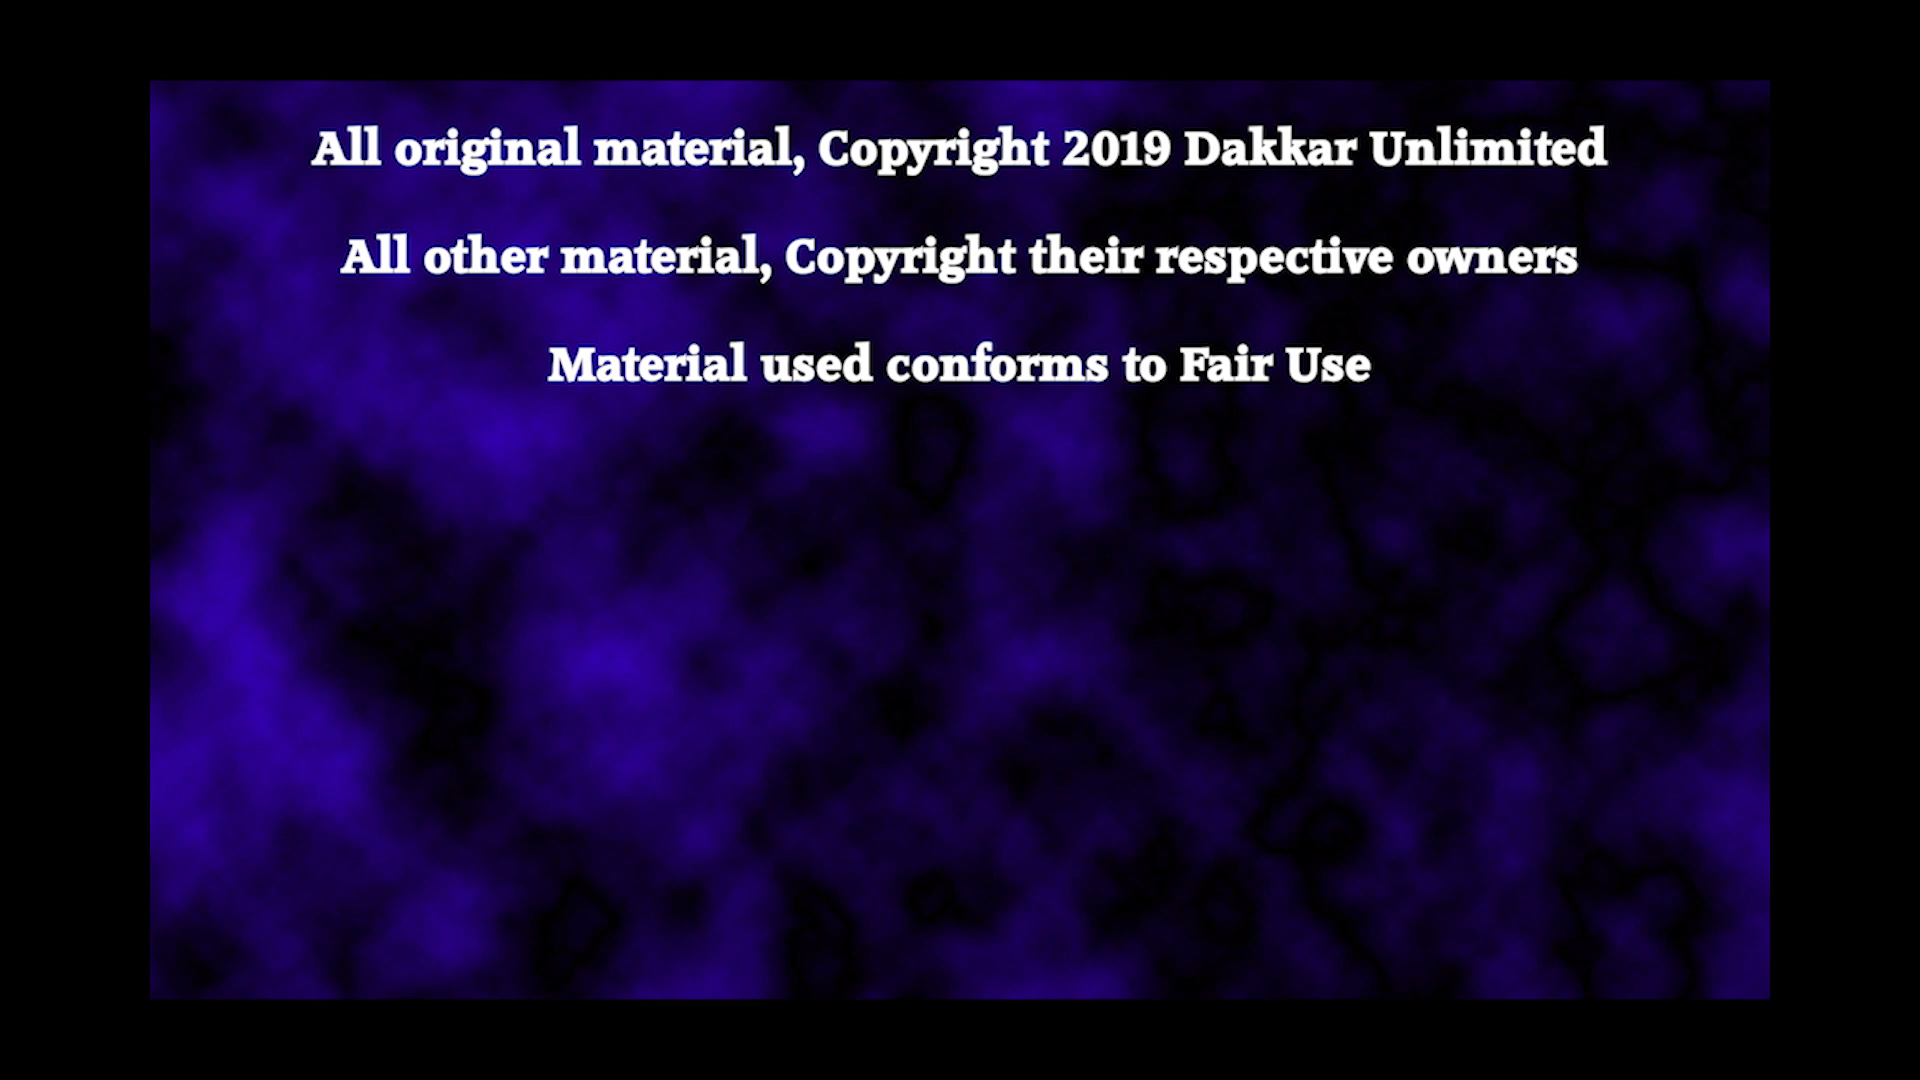 All original material, Copyright 2019 Dakkar Unlimited
All other material, Copyright their respective owners
Material used conforms to Fair Use